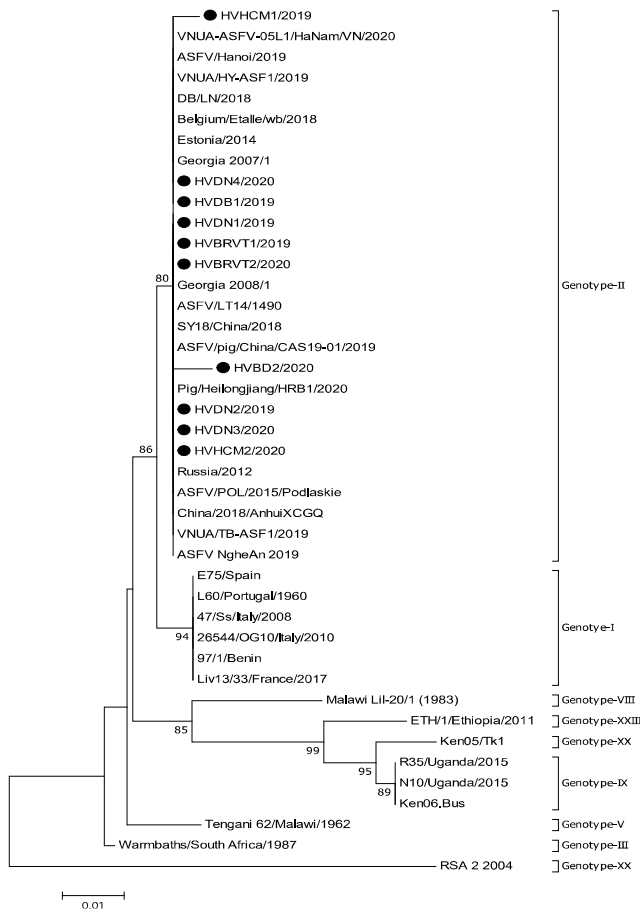 HVHCM1/2019
VNUA-ASFV-05L1/HaNam/VN/2020
ASFV/Hanoi/2019
VNUA/HY-ASF1/2019
DB/LN/2018
Belgium/Etalle/wb/2018
Estonia/2014
Georgia 2007/1
HVDN4/2020
HVDB1/2019
HVDN1/2019
HVBRVT1/2019
HVBRVT2/2020
80
Georgia 2008/1
Genotype-II
ASFV/LT14/1490
SY18/China/2018
ASFV/pig/China/CAS19-01/2019
HVBD2/2020
Pig/Heilongjiang/HRB1/2020
HVDN2/2019
HVDN3/2020
86
HVHCM2/2020
Russia/2012
ASFV/POL/2015/Podlaskie
China/2018/AnhuiXCGQ
VNUA/TB-ASF1/2019
ASFV NgheAn 2019
E75/Spain
L60/Portugal/1960
47/Ss/Italy/2008
Genotye-I
94
26544/OG10/Italy/2010
97/1/Benin
Liv13/33/France/2017
Malawi Lil-20/1 (1983)
Genotype-VIII
85
ETH/1/Ethiopia/2011
Genotype-XXIII
99
Ken05/Tk1
Genotype-XX
95
R35/Uganda/2015
89
N10/Uganda/2015
Genotype-IX
Ken06.Bus
Tengani 62/Malawi/1962
Genotype-V
Warmbaths/South Africa/1987
Genotype-III
RSA 2 2004
Genotype-XX
0.01